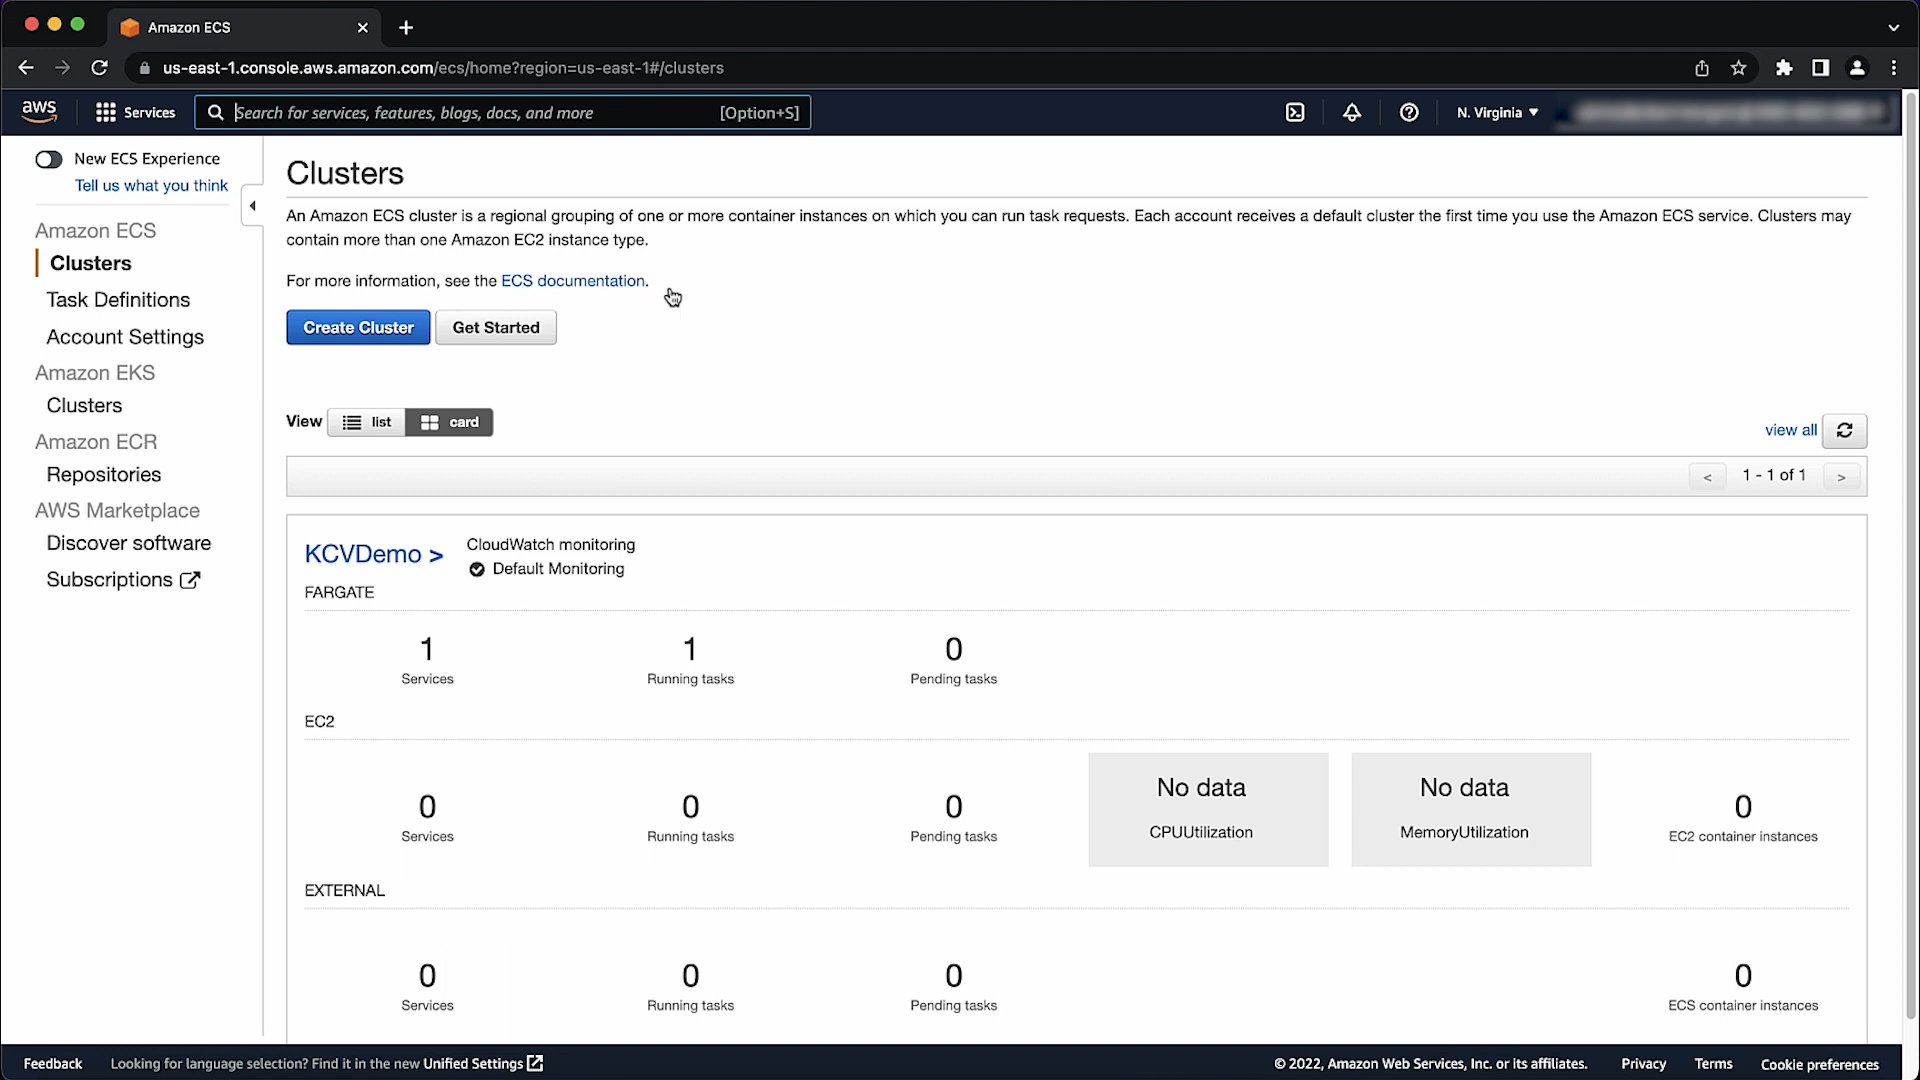 Amazon ECS
us-east-1.console.aws.amazon.com/ecs/home?region=us-east-1#/clusters
aws
Services
Search for services, features, blogs, docs, and more
[Option+S]
N. Virginia
New ECS Experience
Tell us what you think
Amazon ECS
Clusters
Task Definitions
Account Settings
Amazon EKS
Clusters
Amazon ECR
Repositories
AWS Marketplace
Discover software
Subscriptions
Clusters
An Amazon ECS cluster is a regional grouping of one or more container instances on which you can run task requests. Each account receives a default cluster the first time you use the Amazon ECS service. Clusters may
contain more than one Amazon EC2 instance type.
For more information, see the ECS documentation.
Create Cluster
Get Started
View
list
card
view all
< 1 - 1 of 1 >
KCVDemo >
CloudWatch monitoring
Default Monitoring
FARGATE
1 1 0
Services Running tasks Pending tasks
EC2
0 0 0 No data No data 0
Services Running tasks Pending tasks CPUUtilization MemoryUtilization EC2 container instances
EXTERNAL
0 0 0 0
Services Running tasks Pending tasks ECS container instances
Feedback
Looking for language selection? Find it in the new Unified Settings
© 2022, Amazon Web Services, Inc. or its affiliates.
Privacy
Terms
Cookie preferences